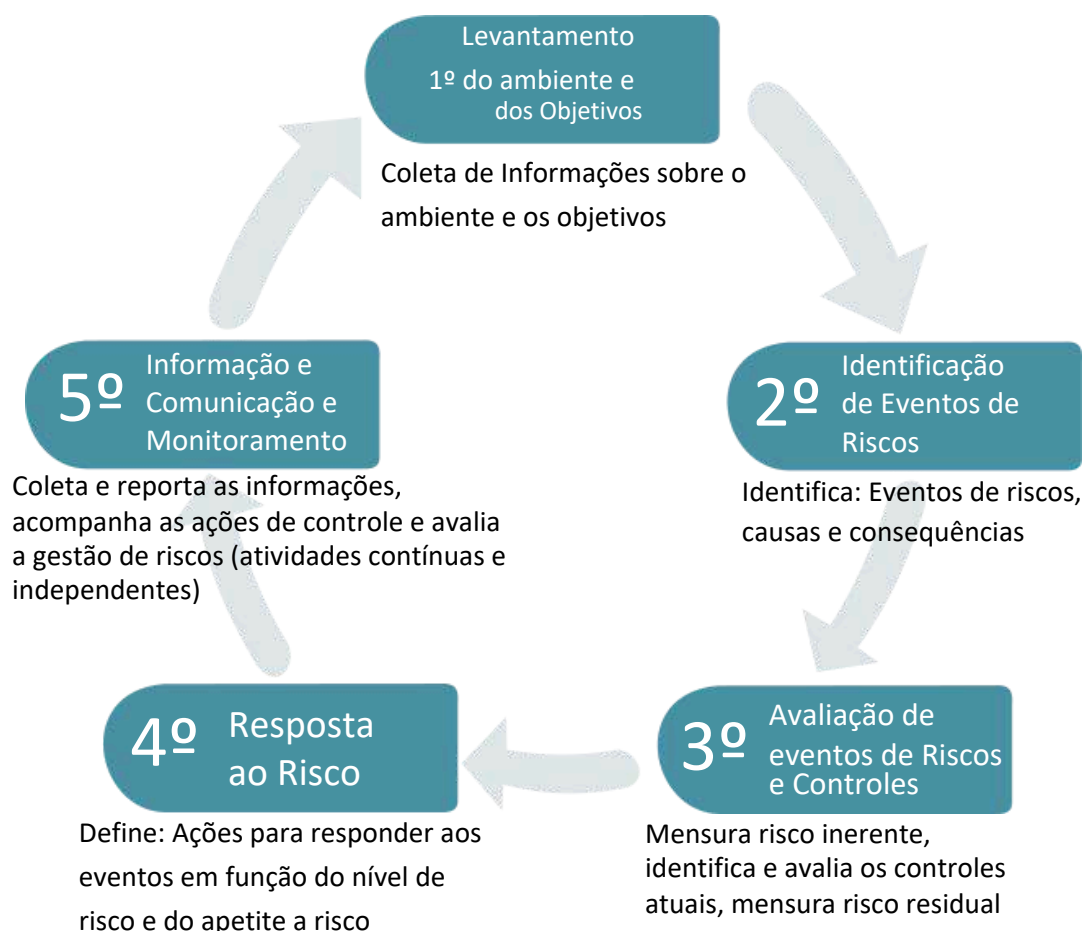 Levantamento
1º do ambiente e
dos Objetivos
Coleta de Informações sobre o
ambiente e os objetivos
2º
Identificação
de Eventos de
Riscos
Identifica: Eventos de riscos,
causas e consequências
3º
Avaliação de
eventos de Riscos
e Controles
Mensura risco inerente,
identifica e avalia os controles
atuais, mensura risco residual
4º
Resposta
ao Risco
Define: Ações para responder aos
eventos em função do nível de
risco e do apetite a risco
5º
Informação e
Comunicação e
Monitoramento
Coleta e reporta as informações,
acompanha as ações de controle e avalia
a gestão de riscos (atividades contínuas e
independentes)